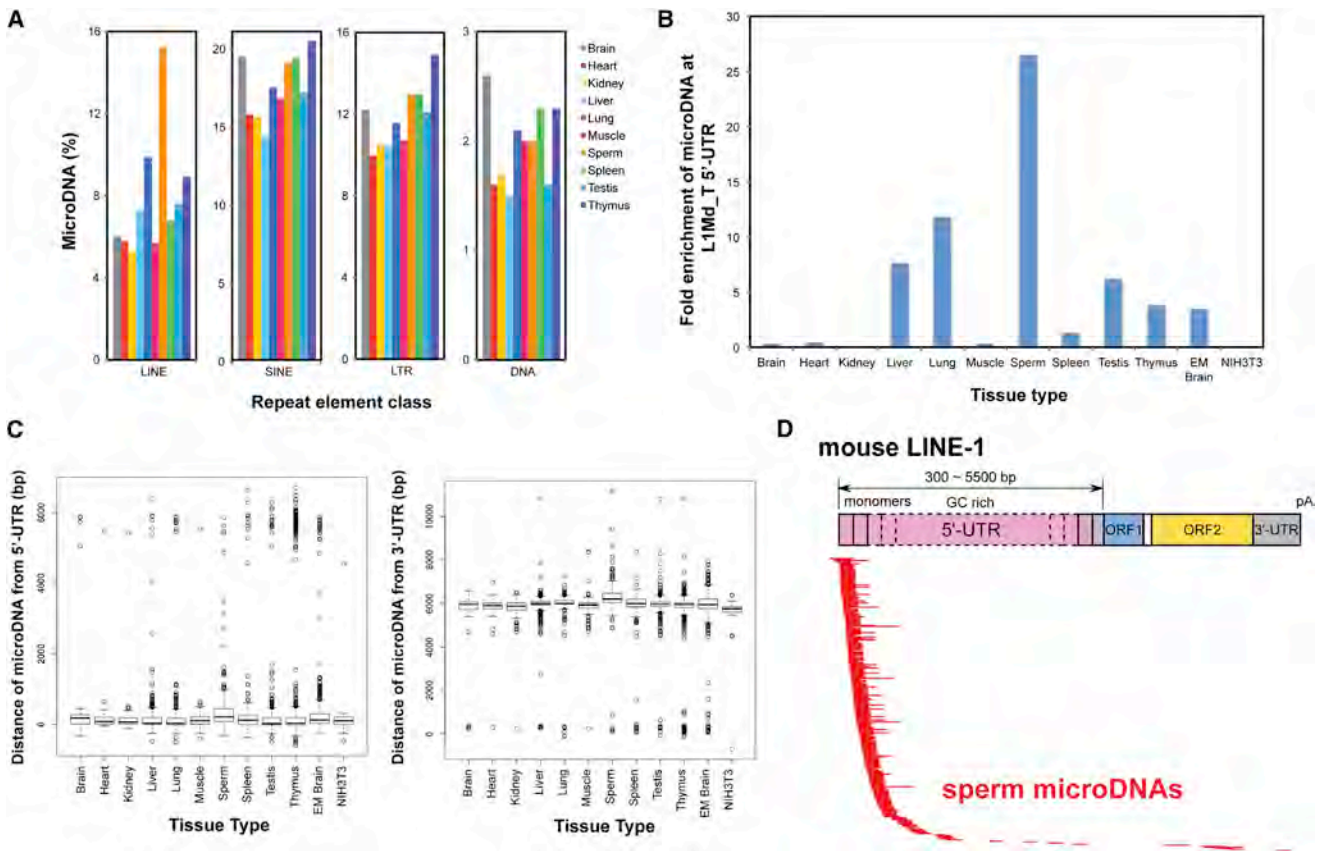 A
MicroDNA (%)
16
12
8
4
0
LINE
20
15
10
5
0
SINE
16
12
8
4
0
LTR
3
2
1
0
DNA
Repeat element class
Brain
Heart
Kidney
Liver
Lung
Muscle
Sperm
Spleen
Testis
Thymus
B
Fold enrichment of microDNA at
L1Md_T 5'-UTR
30
25
20
15
10
5
0
Brain Heart Kidney Liver Lung Muscle Sperm Spleen Testis Thymus EM NIH3T3
Brain
Tissue type
C
Distance of microDNA from 5'-UTR (bp)
6000
4000
2000
0
Brain
Heart
Kidney
Liver
Lung
Muscle
Sperm
Spleen
Testis
Thymus
EM Brain
NIH3T3
Tissue Type
Distance of microDNA from 3'-UTR (bp)
10000
8000
6000
4000
2000
0
Brain
Heart
Kidney
Liver
Lung
Muscle
Sperm
Spleen
Testis
Thymus
EM Brain
NIH3T3
Tissue Type
D
mouse LINE-1
300 ~ 5500 bp
monomers GC rich pA
5'-UTR ORF1 ORF2 3'-UTR
sperm microDNAs